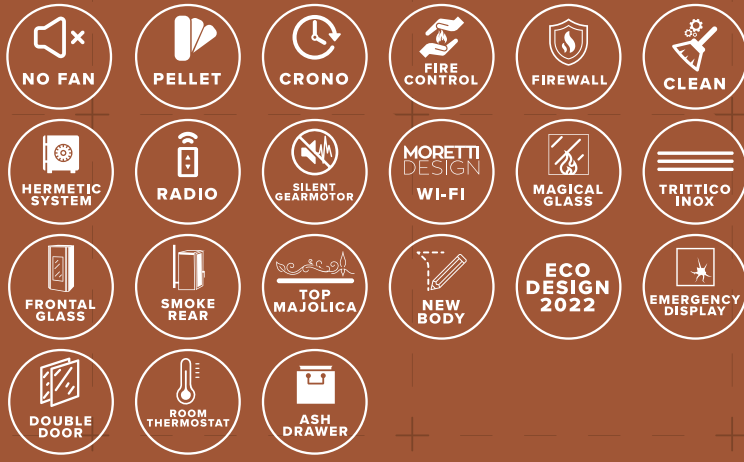 NO FAN
PELLET
CRONO
FIRE
CONTROL
FIREWALL
CLEAN
HERMETIC
SYSTEM
RADIO
SILENT
GEARMOTOR
MORETTI
DESIGN
WI-FI
MAGICAL
GLASS
TRITTICO
INOX
FRONTAL
GLASS
SMOKE
REAR
TOP
MAJOLICA
NEW
BODY
ECO
DESIGN
2022
EMERGENCY
DISPLAY
DOUBLE
DOOR
ROOM
THERMOSTAT
ASH
DRAWER